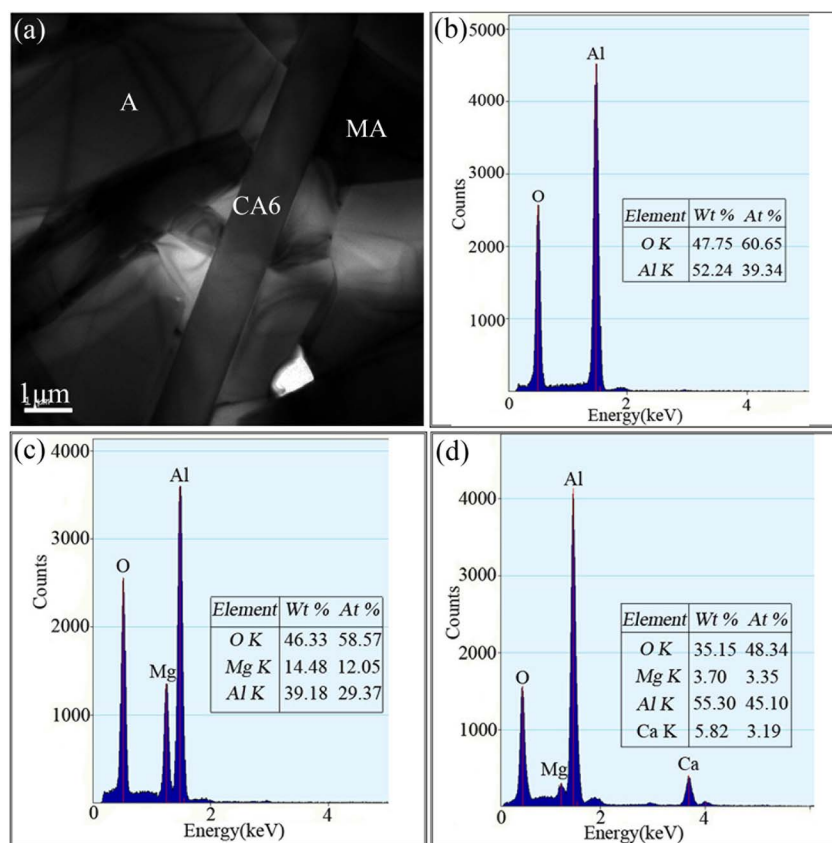 (a)
A
MA
CA6
1μm
1μm
(b)
5000
4000
3000
2000
1000
Counts
Al
O
Element Wt % At %
O K 47.75 60.65
Al K 52.24 39.34
0 2 4
Energy(keV)
(c)
4000
3000
2000
1000
Counts
Al
O
Mg
Element Wt % At %
O K 46.33 58.57
Mg K 14.48 12.05
Al K 39.18 29.37
0 2 4
Energy(keV)
(d)
4000
3000
2000
1000
Counts
Al
O
Mg
Ca
Element Wt % At %
O K 35.15 48.34
Mg K 3.70 3.35
Al K 55.30 45.10
Ca K 5.82 3.19
0 2 4
Energy(keV)